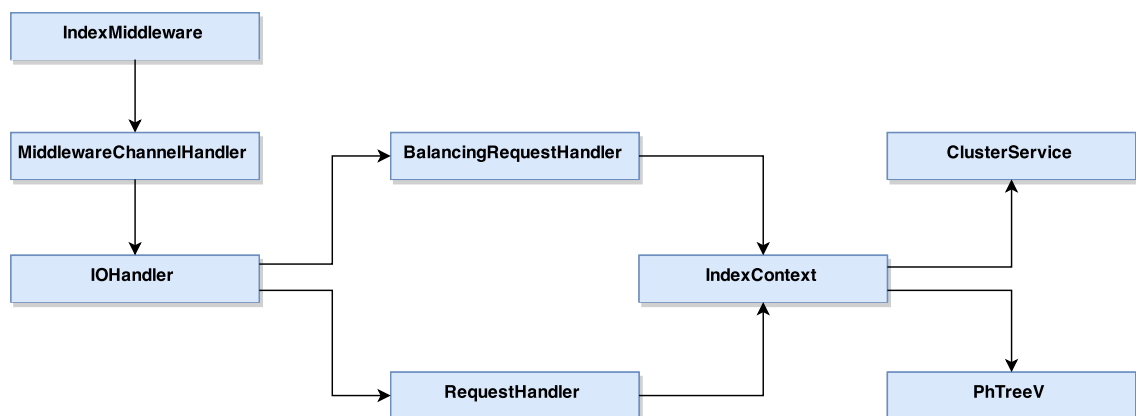 IndexMiddleware
MiddlewareChannelHandler
BalancingRequestHandler
ClusterService
IOHandler
IndexContext
RequestHandler
PhTreeV